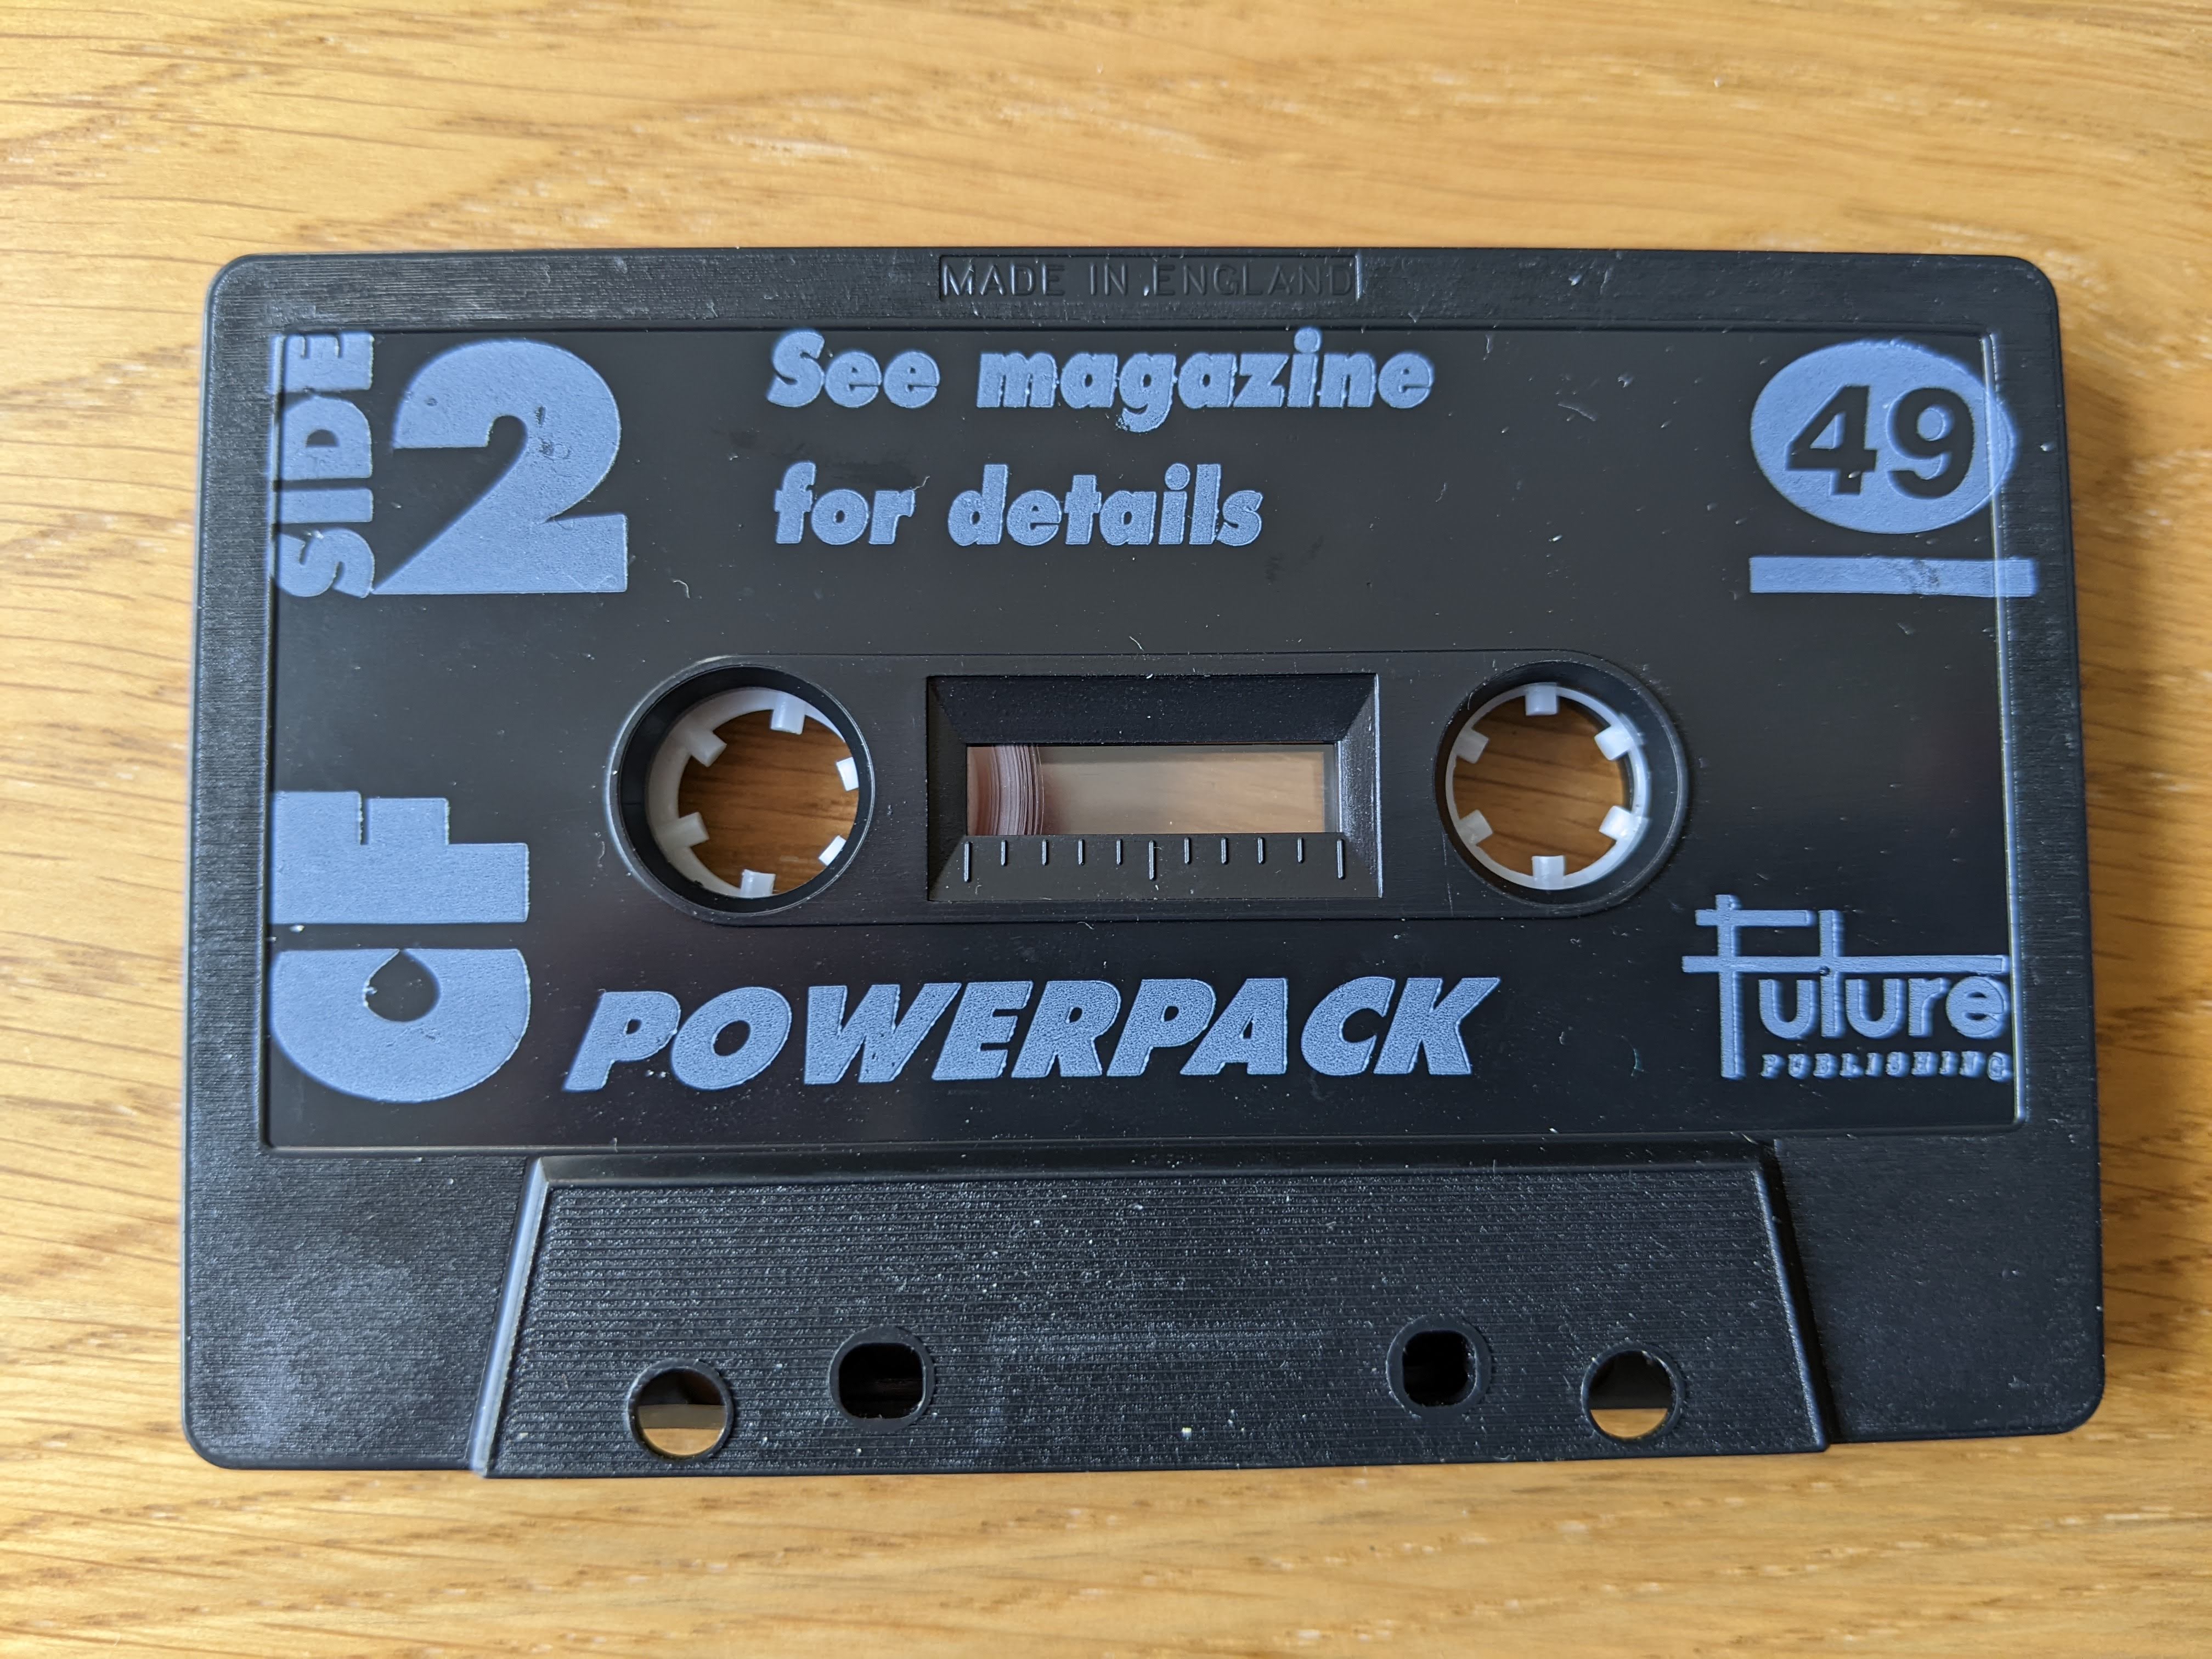 MADE IN ENGLAND
SIDE 2
See magazine
for details
49
CF
POWERPACK
Future
PUBLISHING